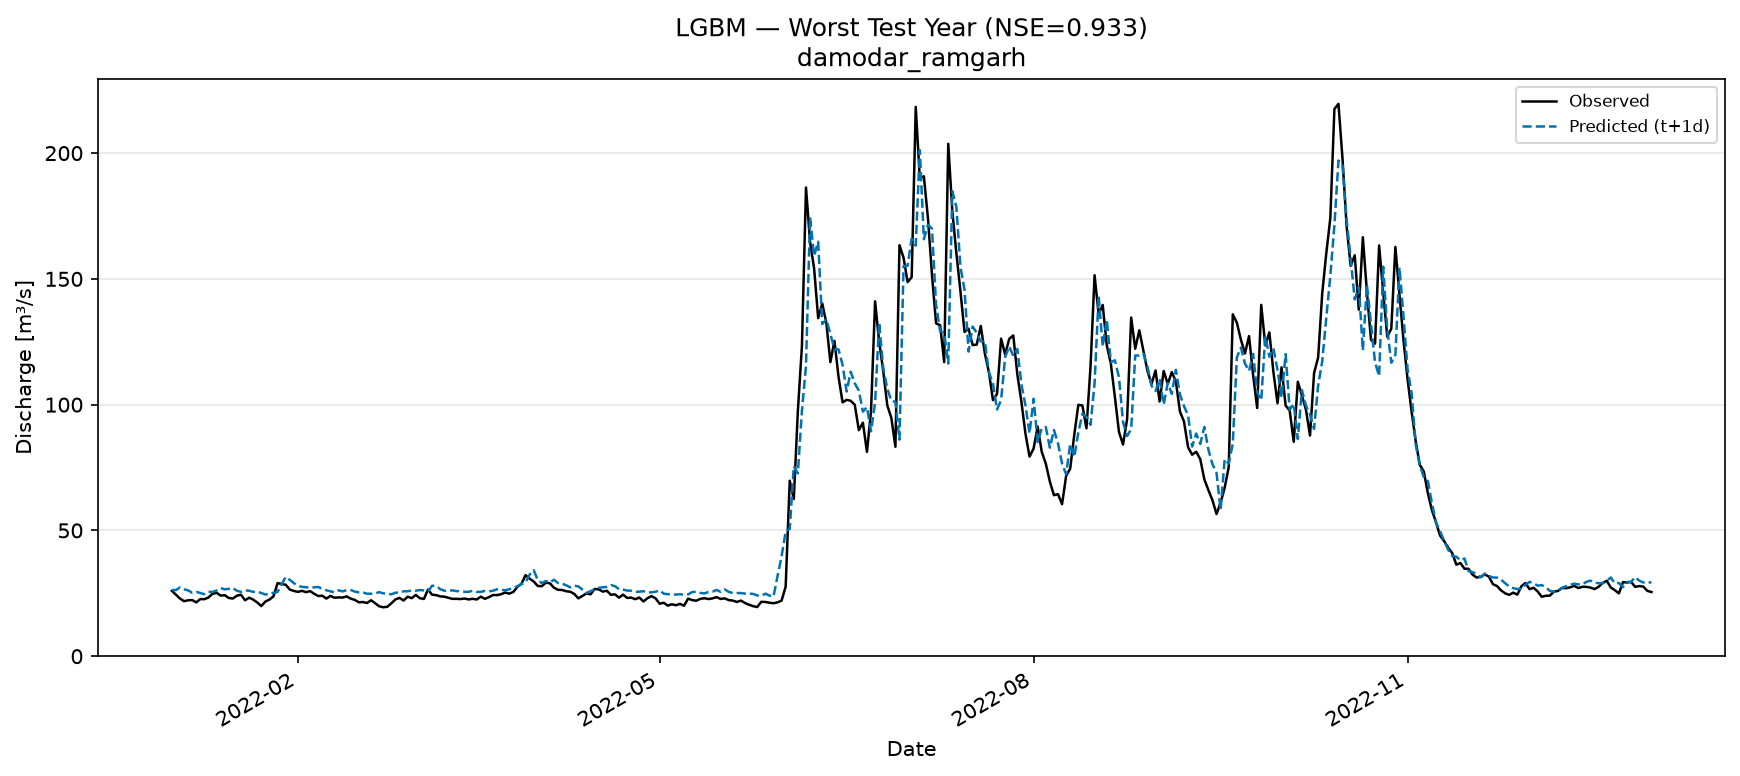 LGBM — Worst Test Year (NSE=0.933)
damodar_ramgarh
Observed
Predicted (t+1d)
Discharge [m³/s]
200
150
100
50
0
2022-02
2022-05
2022-08
2022-11
Date